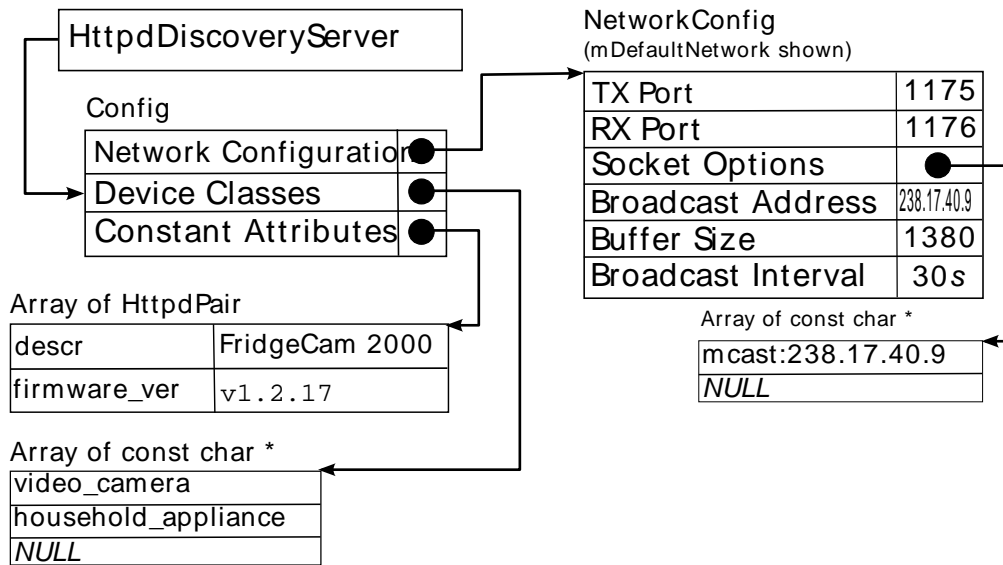 HttpdDiscoveryServer
Config
Network Configuration
Device Classes
Constant Attributes
Array of HttpdPair
descr FridgeCam 2000
firmware_ver v1.2.17
Array of const char *
video_camera
household_appliance
NULL
NetworkConfig
(mDefaultNetwork shown)
TX Port 1175
RX Port 1176
Socket Options
Broadcast Address 238.17.40.9
Buffer Size 1380
Broadcast Interval 30s
Array of const char *
mcast:238.17.40.9
NULL